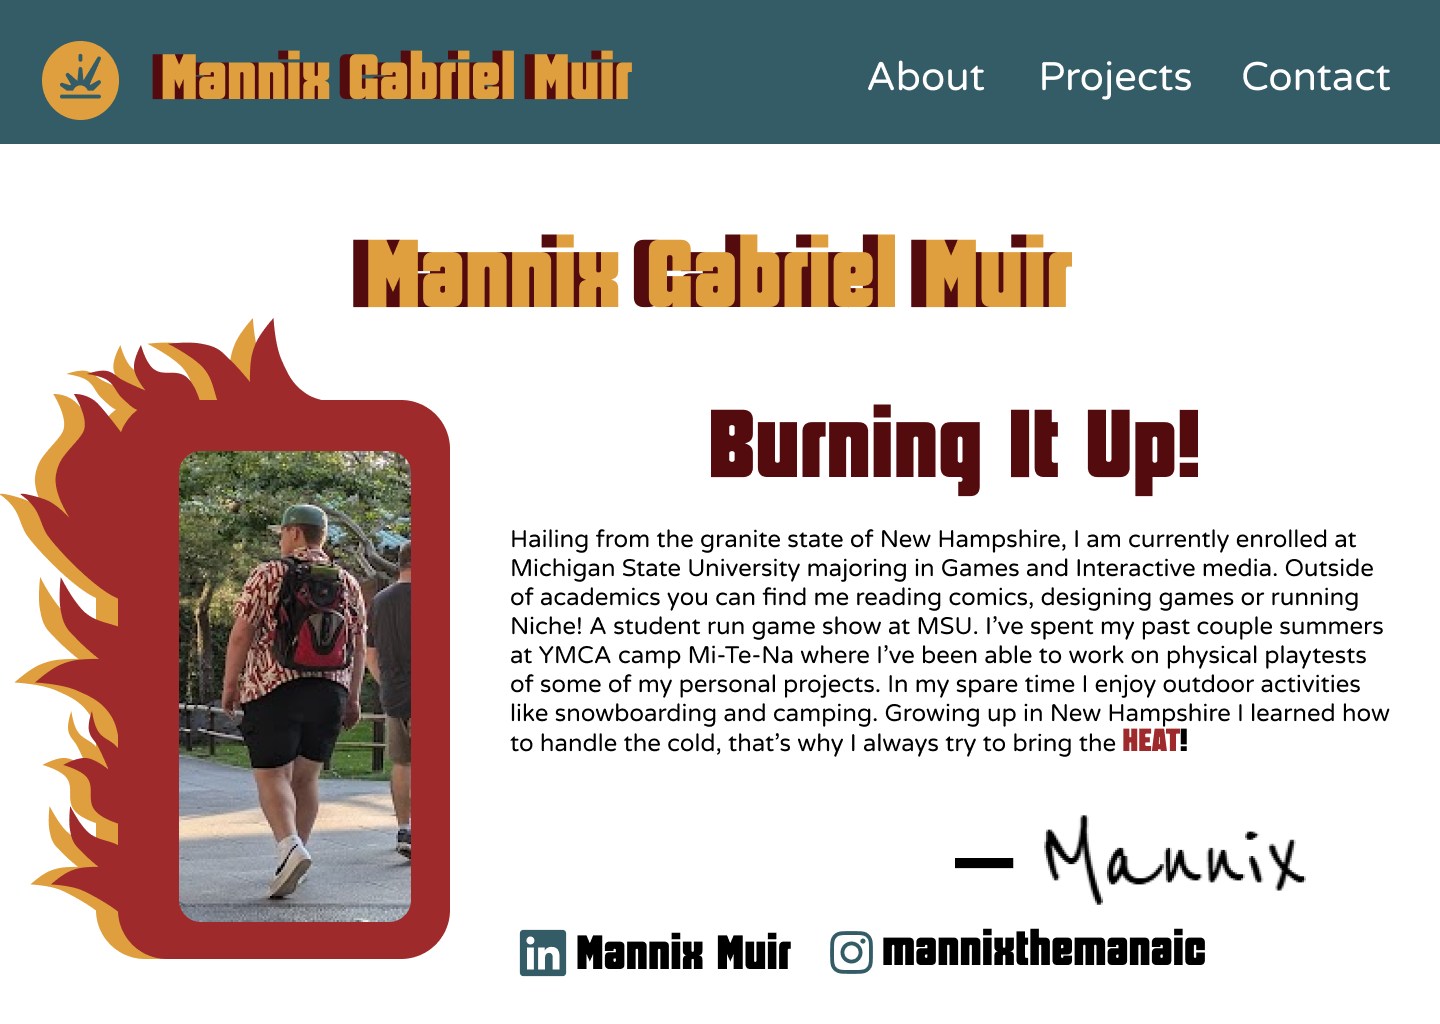 Mannix Gabriel Muir
About Projects Contact
Mannix Gabriel Muir
Burning It Up!
Hailing from the granite state of New Hampshire, I am currently enrolled at
Michigan State University majoring in Games and Interactive media. Outside
of academics you can find me reading comics, designing games or running
Niche! A student run game show at MSU. I’ve spent my past couple summers
at YMCA camp Mi-Te-Na where I’ve been able to work on physical playtests
of some of my personal projects. In my spare time I enjoy outdoor activities
like snowboarding and camping. Growing up in New Hampshire I learned how
to handle the cold, that’s why I always try to bring the HEAT!
— Mannix
in Mannix Muir
mannixthemanaic